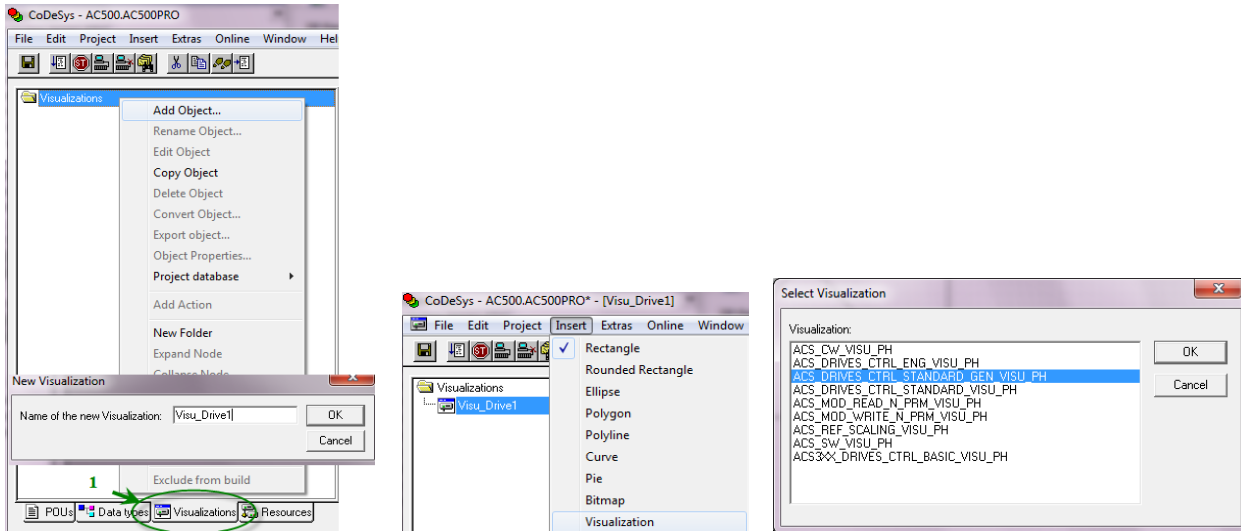 CoDeSys - AC500.AC500PRO
File Edit Project Insert Extras Online Window Hel
Visualizations
Add Object...
Rename Object...
Edit Object
Copy Object
Delete Object
Convert Object...
Export object...
Object Properties...
Project database
Add Action
New Folder
Expand Node
Collapse Node
New Visualization
Name of the new Visualization: Visu_Drive1 OK
Cancel
Exclude from build
1
POUs Data types Visualizations Resources
CoDeSys - AC500.AC500PRO* - [Visu_Drive1]
File Edit Project Insert Extras Online Window
Visualizations
Visu_Drive1
Rectangle
Rounded Rectangle
Ellipse
Polygon
Polyline
Curve
Pie
Bitmap
Visualization
Select Visualization
Visualization:
ACS_CW_VISU_PH
ACS_DRIVES_CTRL_ENG_VISU_PH
ACS_DRIVES_CTRL_STANDARD_GEN_VISU_PH
ACS_DRIVES_CTRL_STANDARD_VISU_PH
ACS_MOD_READ_N_PRM_VISU_PH
ACS_MOD_WRITE_N_PRM_VISU_PH
ACS_REF_SCALING_VISU_PH
ACS_SW_VISU_PH
ACS3XX_DRIVES_CTRL_BASIC_VISU_PH
OK
Cancel